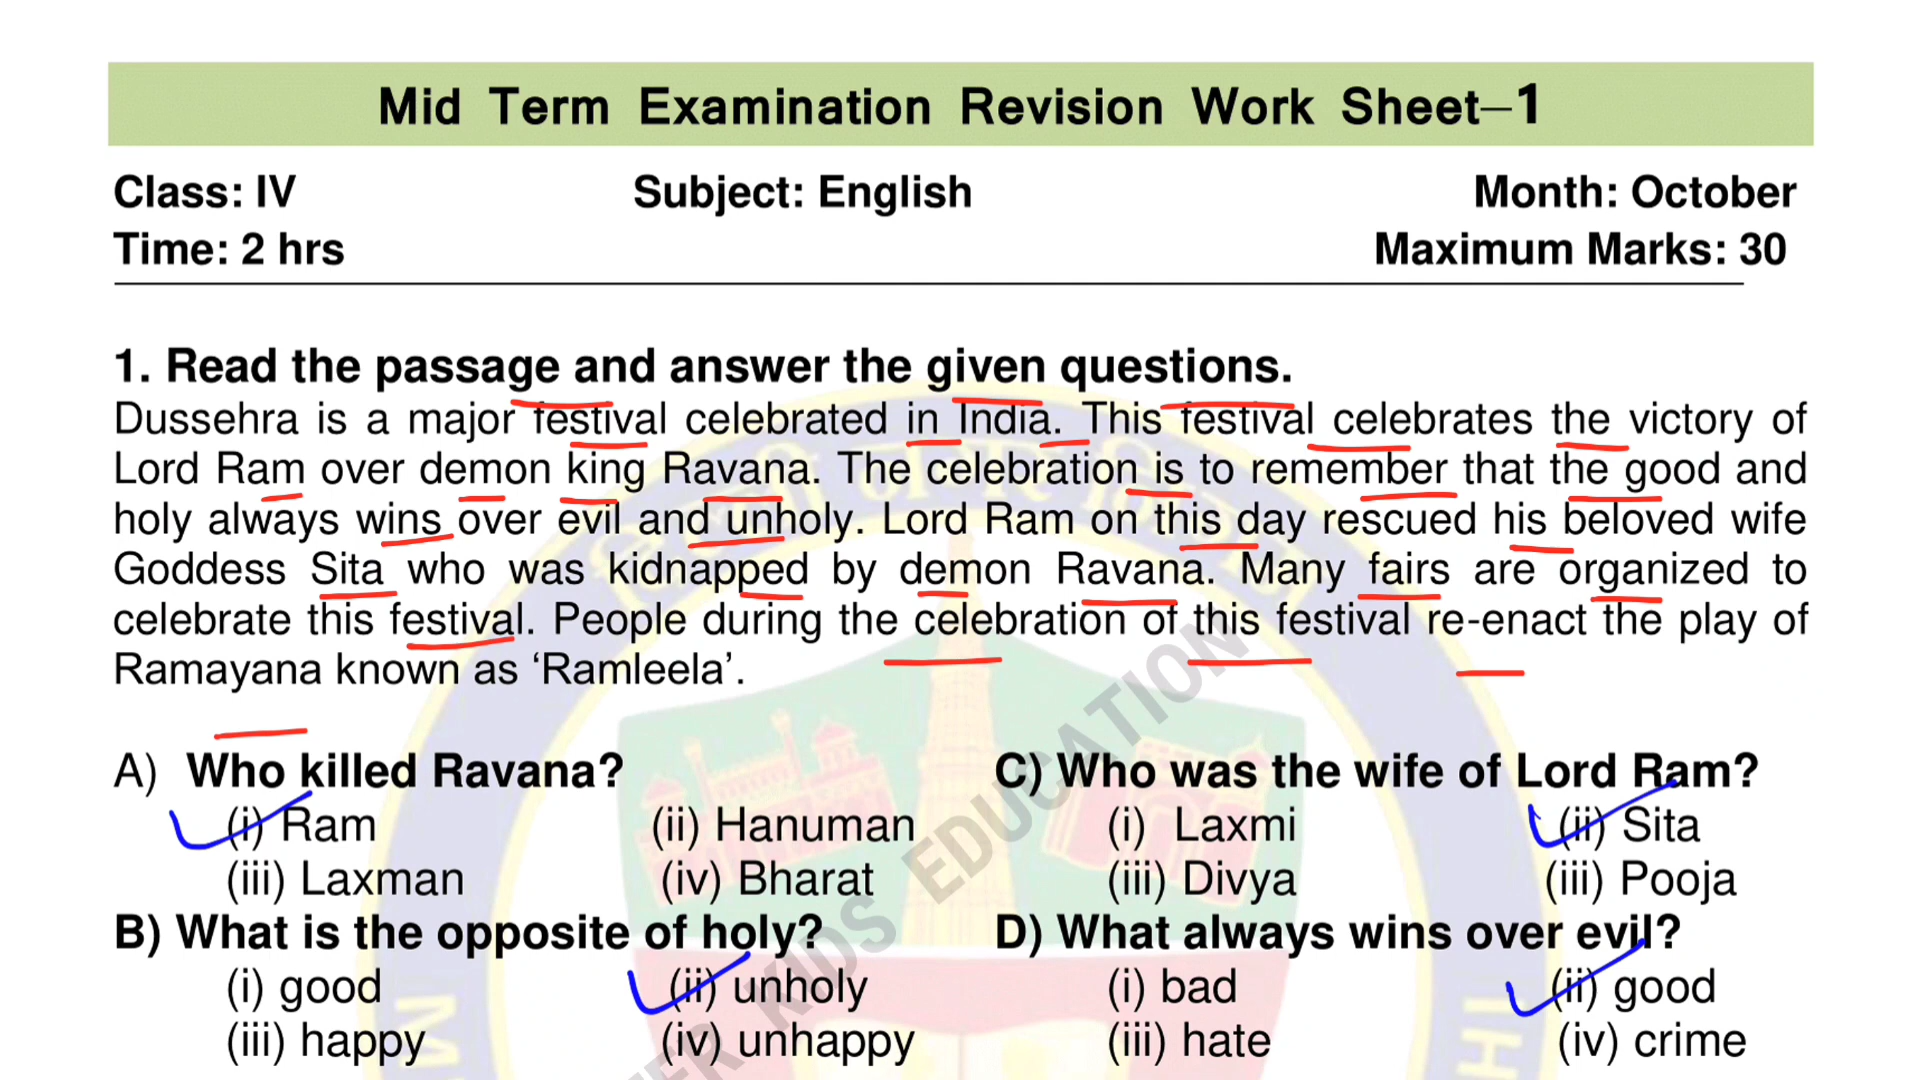 Mid Term Examination Revision Work Sheet–1
Class: IV Subject: English Month: October
Time: 2 hrs Maximum Marks: 30
1. Read the passage and answer the given questions.
Dussehra is a major festival celebrated in India. This festival celebrates the victory of
Lord Ram over demon king Ravana. The celebration is to remember that the good and
holy always wins over evil and unholy. Lord Ram on this day rescued his beloved wife
Goddess Sita who was kidnapped by demon Ravana. Many fairs are organized to
celebrate this festival. People during the celebration of this festival re-enact the play of
Ramayana known as ‘Ramleela’.
A) Who killed Ravana?
(i) Ram (ii) Hanuman
(iii) Laxman (iv) Bharat
B) What is the opposite of holy?
(i) good (ii) unholy
(iii) happy (iv) unhappy
C) Who was the wife of Lord Ram?
(i) Laxmi (ii) Sita
(iii) Divya (iii) Pooja
D) What always wins over evil?
(i) bad (ii) good
(iii) hate (iv) crime
KIDS EDUCATION